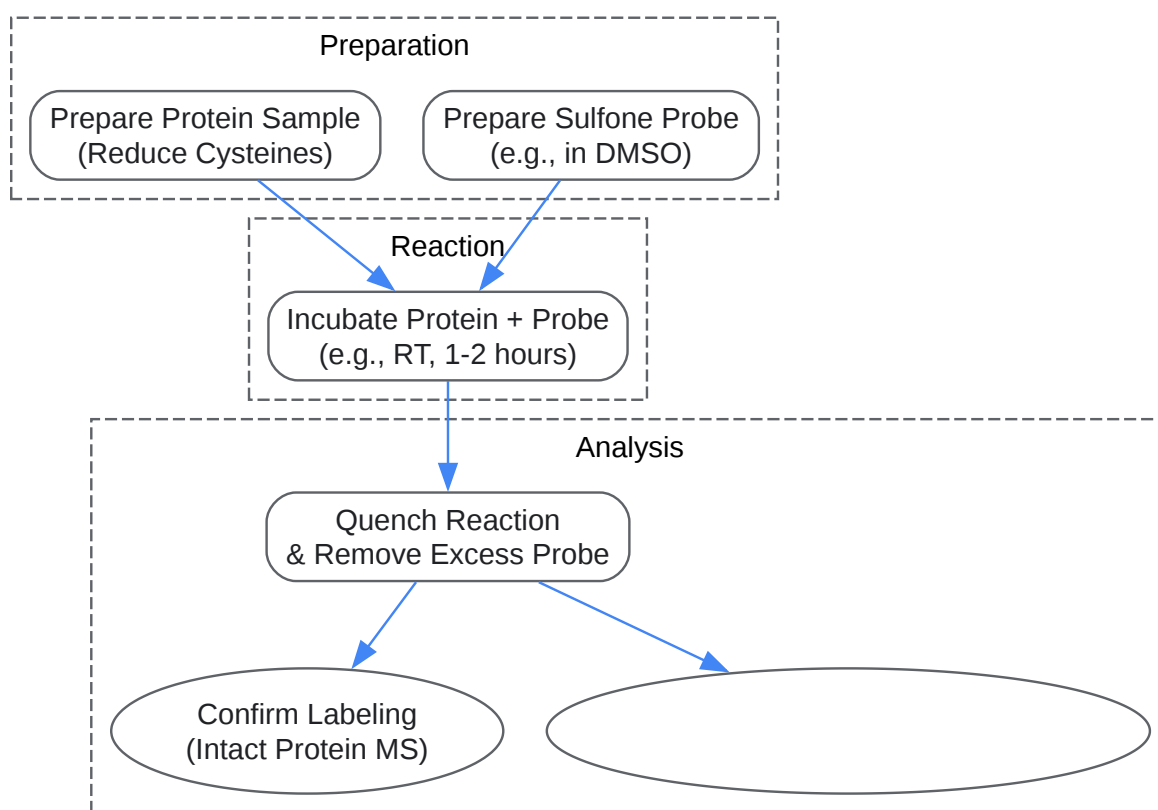 Preparation
Prepare Protein Sample
(Reduce Cysteines)
Prepare Sulfone Probe
(e.g., in DMSO)
Reaction
Incubate Protein + Probe
(e.g., RT, 1-2 hours)
Analysis
Quench Reaction
& Remove Excess Probe
Confirm Labeling
(Intact Protein MS)